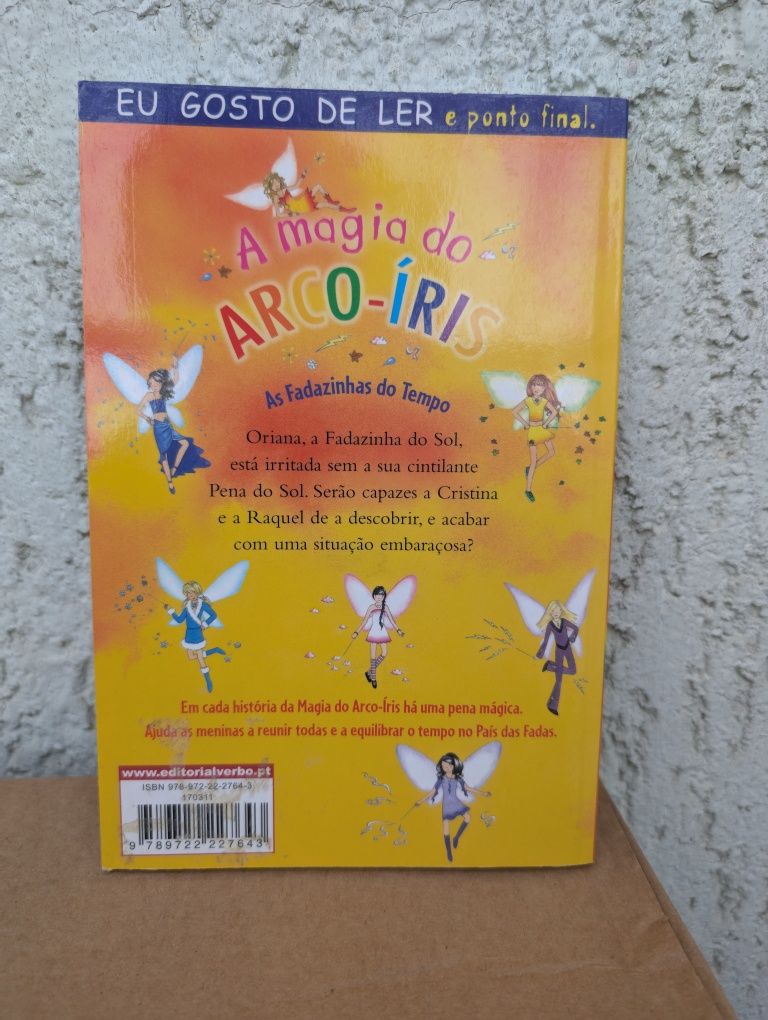 EU GOSTO DE LER e ponto final.
A magia do
ARCO-ÍRIS
As Fadazinhas do Tempo
Oriana, a Fadazinha do Sol,
está irritada sem a sua cintilante
Pena do Sol. Serão capazes a Cristina
e a Raquel de a descobrir, e acabar
com uma situação embaraçosa?
Em cada história da Magia do Arco-Íris há uma pena mágica.
Ajuda as meninas a reunir todas e a equilibrar o tempo no País das Fadas.
www.editorialverbo.pt
ISBN 978-972-22-2764-3
170311
9 789722 227643